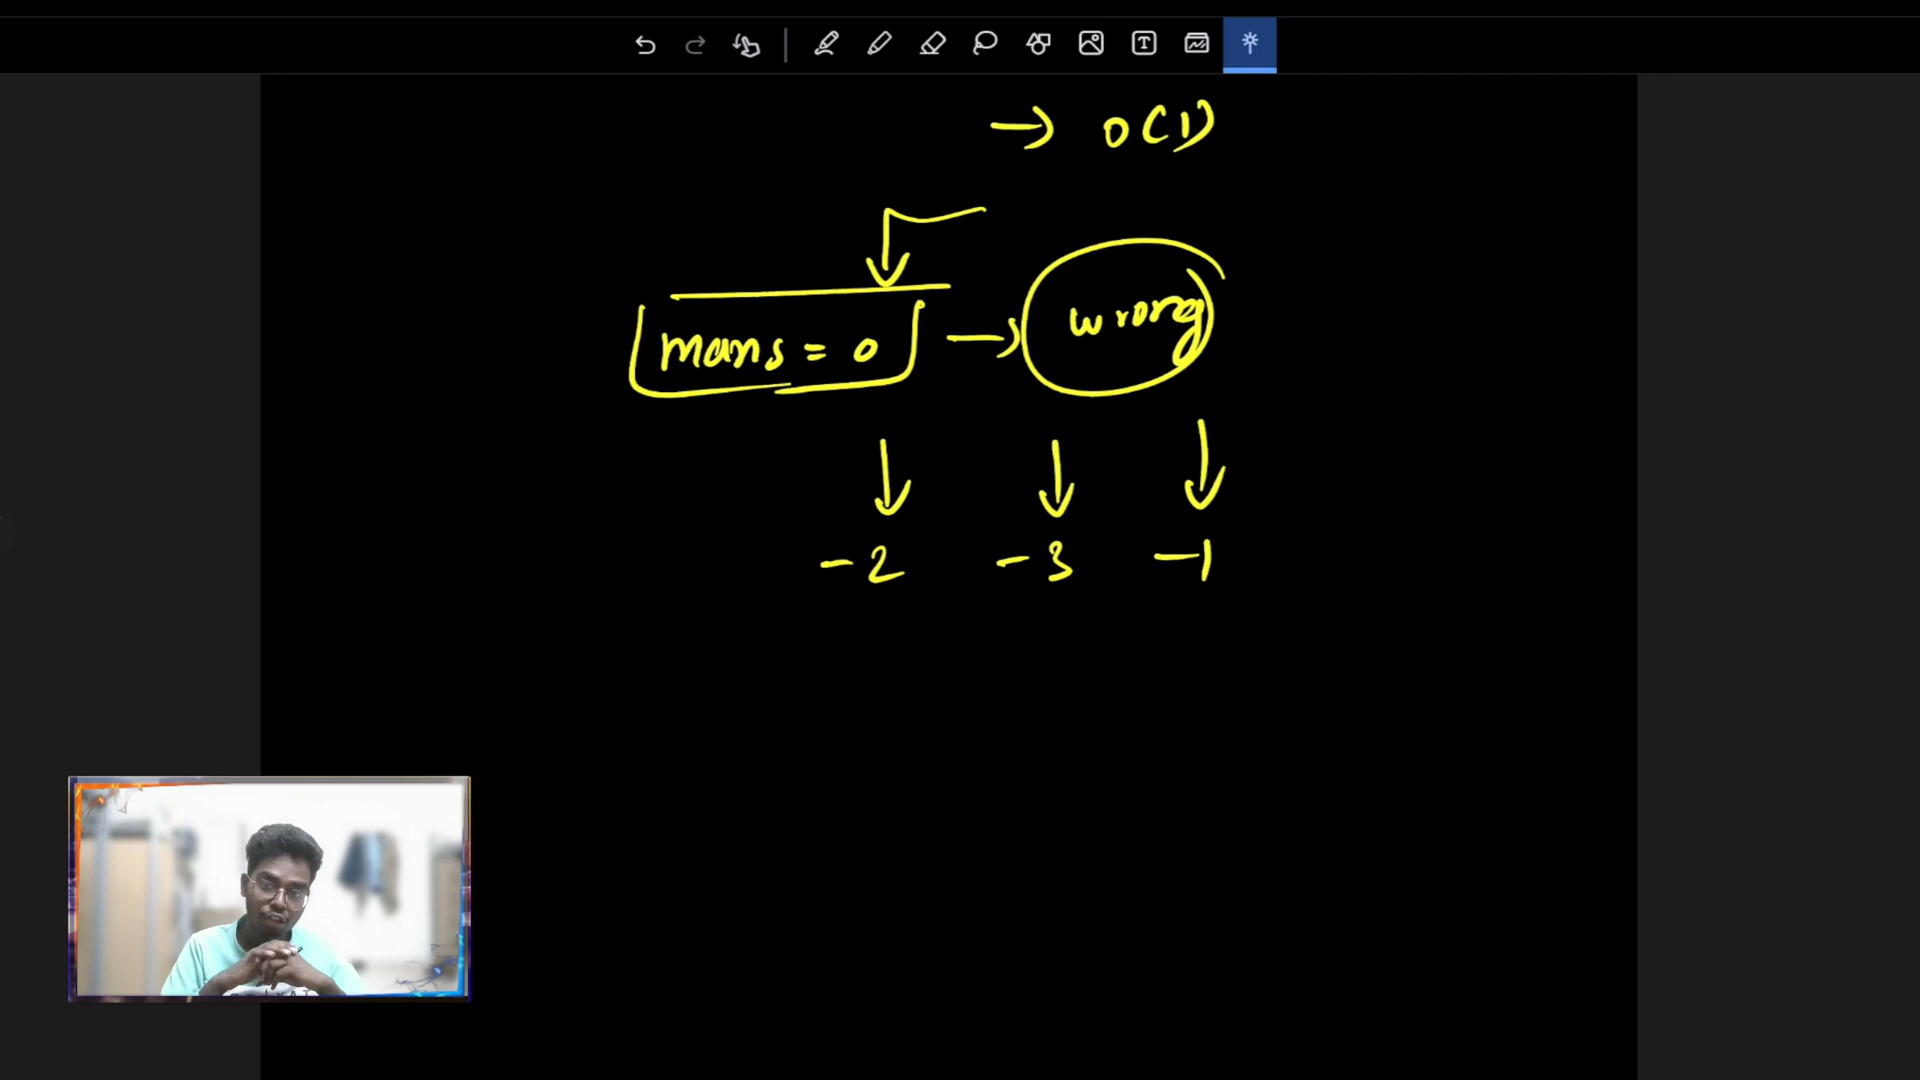 → O(1)
mans = 0 → wrong
-2 -3 -1